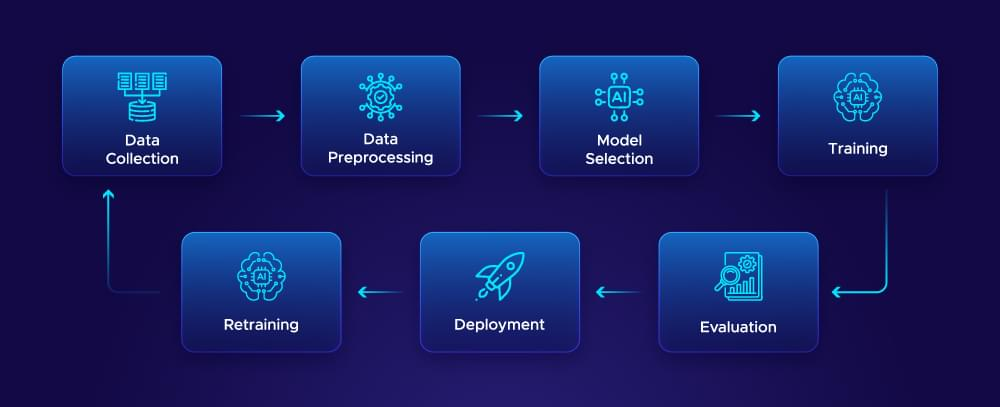 Data
Collection
Data
Preprocessing
AI
Model
Selection
AI
Training
AI
Retraining
Deployment
Evaluation